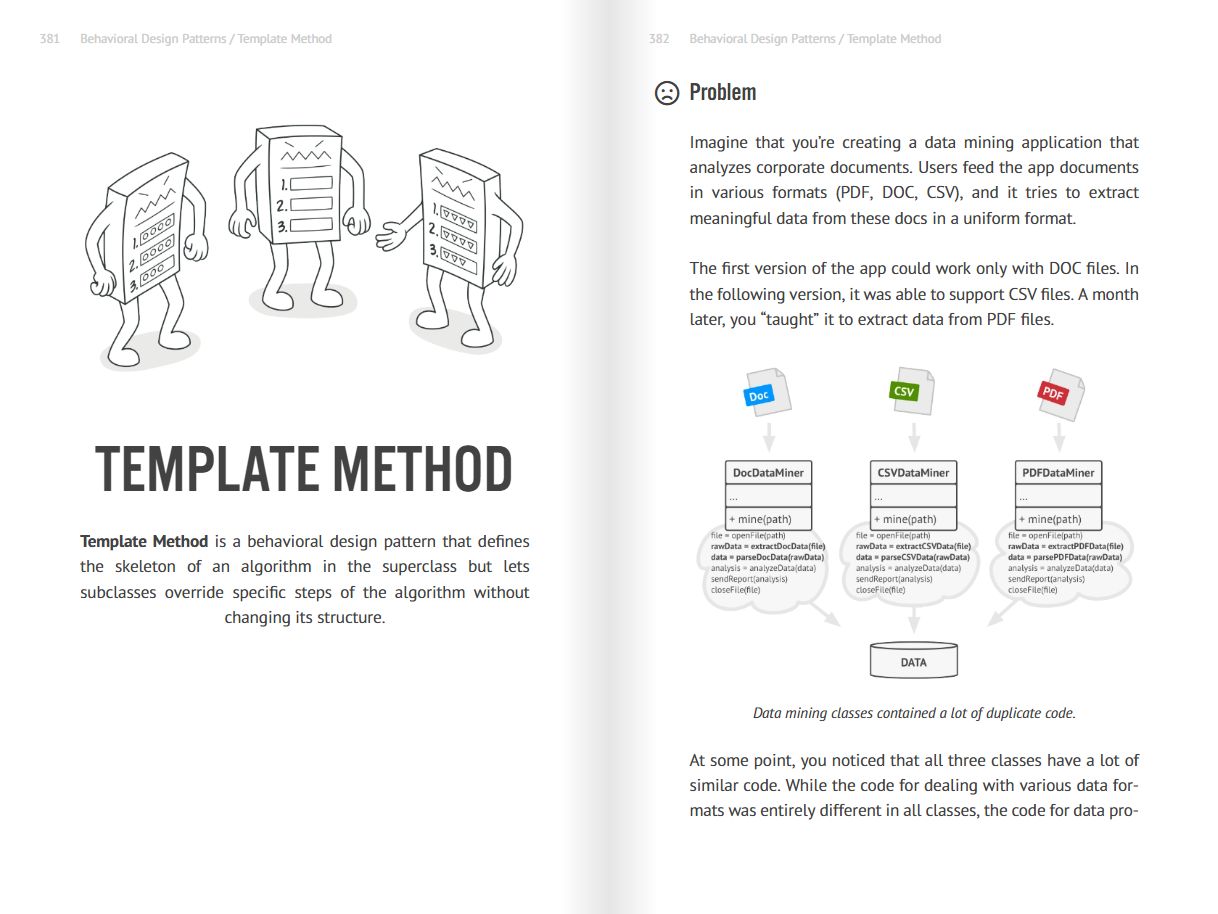 381 Behavioral Design Patterns / Template Method
1.
2.
3.
1.
2.
3.
1.
2.
3.
TEMPLATE METHOD
Template Method is a behavioral design pattern that defines
the skeleton of an algorithm in the superclass but lets
subclasses override specific steps of the algorithm without
changing its structure.
382 Behavioral Design Patterns / Template Method
Problem
Imagine that you’re creating a data mining application that
analyzes corporate documents. Users feed the app documents
in various formats (PDF, DOC, CSV), and it tries to extract
meaningful data from these docs in a uniform format.
The first version of the app could work only with DOC files. In
the following version, it was able to support CSV files. A month
later, you “taught” it to extract data from PDF files.
Doc
CSV
PDF
DocDataMiner
...
+ mine(path)
file = openFile(path)
rawData = extractDocData(file)
data = parseDocData(rawData)
analysis = analyzeData(data)
sendReport(analysis)
closeFile(file)
CSVDataMiner
...
+ mine(path)
file = openFile(path)
rawData = extractCSVData(file)
data = parseCSVData(rawData)
analysis = analyzeData(data)
sendReport(analysis)
closeFile(file)
PDFDataMiner
...
+ mine(path)
file = openFile(path)
rawData = extractPDFData(file)
data = parsePDFData(rawData)
analysis = analyzeData(data)
sendReport(analysis)
closeFile(file)
DATA
Data mining classes contained a lot of duplicate code.
At some point, you noticed that all three classes have a lot of
similar code. While the code for dealing with various data for-
mats was entirely different in all classes, the code for data pro-